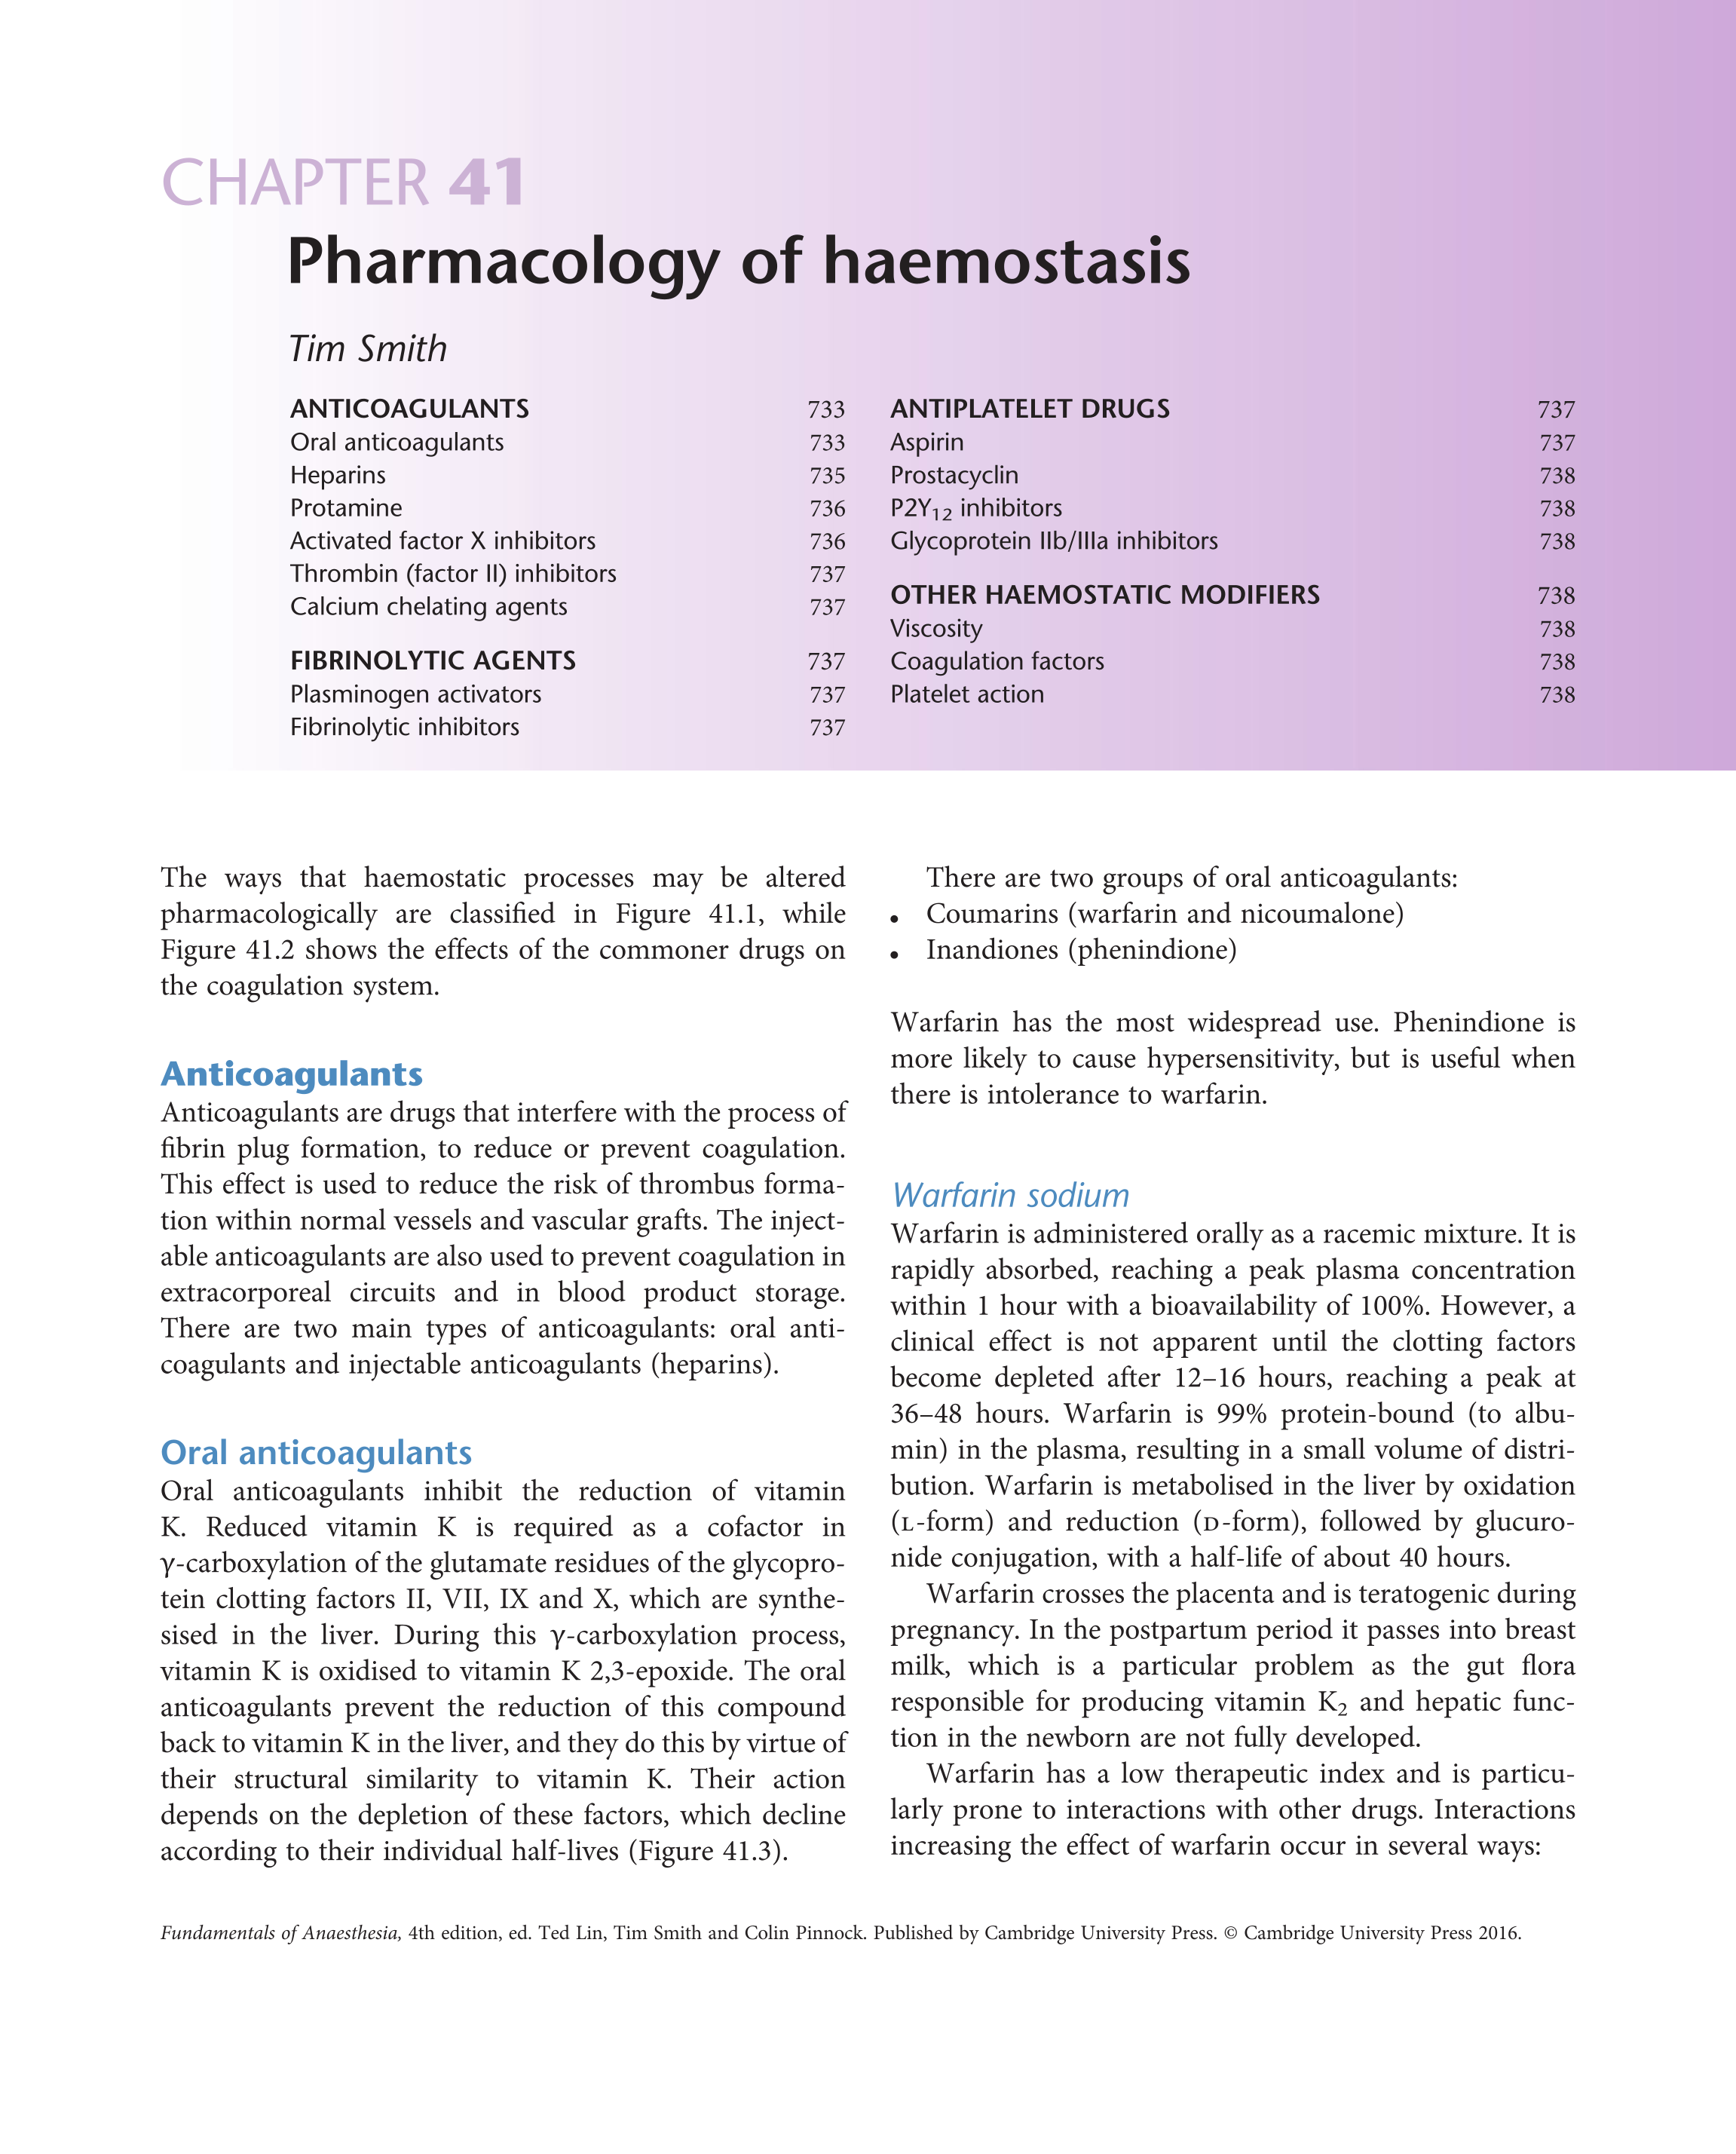 CHAPTER 41
Pharmacology of haemostasis
Tim Smith
ANTICOAGULANTS 733
Oral anticoagulants 733
Heparins 735
Protamine 736
Activated factor X inhibitors 736
Thrombin (factor II) inhibitors 737
Calcium chelating agents 737
FIBRINOLYTIC AGENTS 737
Plasminogen activators 737
Fibrinolytic inhibitors 737
ANTIPLATELET DRUGS 737
Aspirin 737
Prostacyclin 738
P2Y₁₂ inhibitors 738
Glycoprotein IIb/IIIa inhibitors 738
OTHER HAEMOSTATIC MODIFIERS 738
Viscosity 738
Coagulation factors 738
Platelet action 738
The ways that haemostatic processes may be altered
pharmacologically are classified in Figure 41.1, while
Figure 41.2 shows the effects of the commoner drugs on
the coagulation system.
Anticoagulants
Anticoagulants are drugs that interfere with the process of
fibrin plug formation, to reduce or prevent coagulation.
This effect is used to reduce the risk of thrombus forma-
tion within normal vessels and vascular grafts. The inject-
able anticoagulants are also used to prevent coagulation in
extracorporeal circuits and in blood product storage.
There are two main types of anticoagulants: oral anti-
coagulants and injectable anticoagulants (heparins).
Oral anticoagulants
Oral anticoagulants inhibit the reduction of vitamin
K. Reduced vitamin K is required as a cofactor in
γ-carboxylation of the glutamate residues of the glycopro-
tein clotting factors II, VII, IX and X, which are synthe-
sised in the liver. During this γ-carboxylation process,
vitamin K is oxidised to vitamin K 2,3-epoxide. The oral
anticoagulants prevent the reduction of this compound
back to vitamin K in the liver, and they do this by virtue of
their structural similarity to vitamin K. Their action
depends on the depletion of these factors, which decline
according to their individual half-lives (Figure 41.3).
There are two groups of oral anticoagulants:
• Coumarins (warfarin and nicoumalone)
• Inandiones (phenindione)
Warfarin has the most widespread use. Phenindione is
more likely to cause hypersensitivity, but is useful when
there is intolerance to warfarin.
Warfarin sodium
Warfarin is administered orally as a racemic mixture. It is
rapidly absorbed, reaching a peak plasma concentration
within 1 hour with a bioavailability of 100%. However, a
clinical effect is not apparent until the clotting factors
become depleted after 12–16 hours, reaching a peak at
36–48 hours. Warfarin is 99% protein-bound (to albu-
min) in the plasma, resulting in a small volume of distri-
bution. Warfarin is metabolised in the liver by oxidation
(L-form) and reduction (D-form), followed by glucuro-
nide conjugation, with a half-life of about 40 hours.
Warfarin crosses the placenta and is teratogenic during
pregnancy. In the postpartum period it passes into breast
milk, which is a particular problem as the gut flora
responsible for producing vitamin K₂ and hepatic func-
tion in the newborn are not fully developed.
Warfarin has a low therapeutic index and is particu-
larly prone to interactions with other drugs. Interactions
increasing the effect of warfarin occur in several ways:
Fundamentals of Anaesthesia, 4th edition, ed. Ted Lin, Tim Smith and Colin Pinnock. Published by Cambridge University Press. © Cambridge University Press 2016.